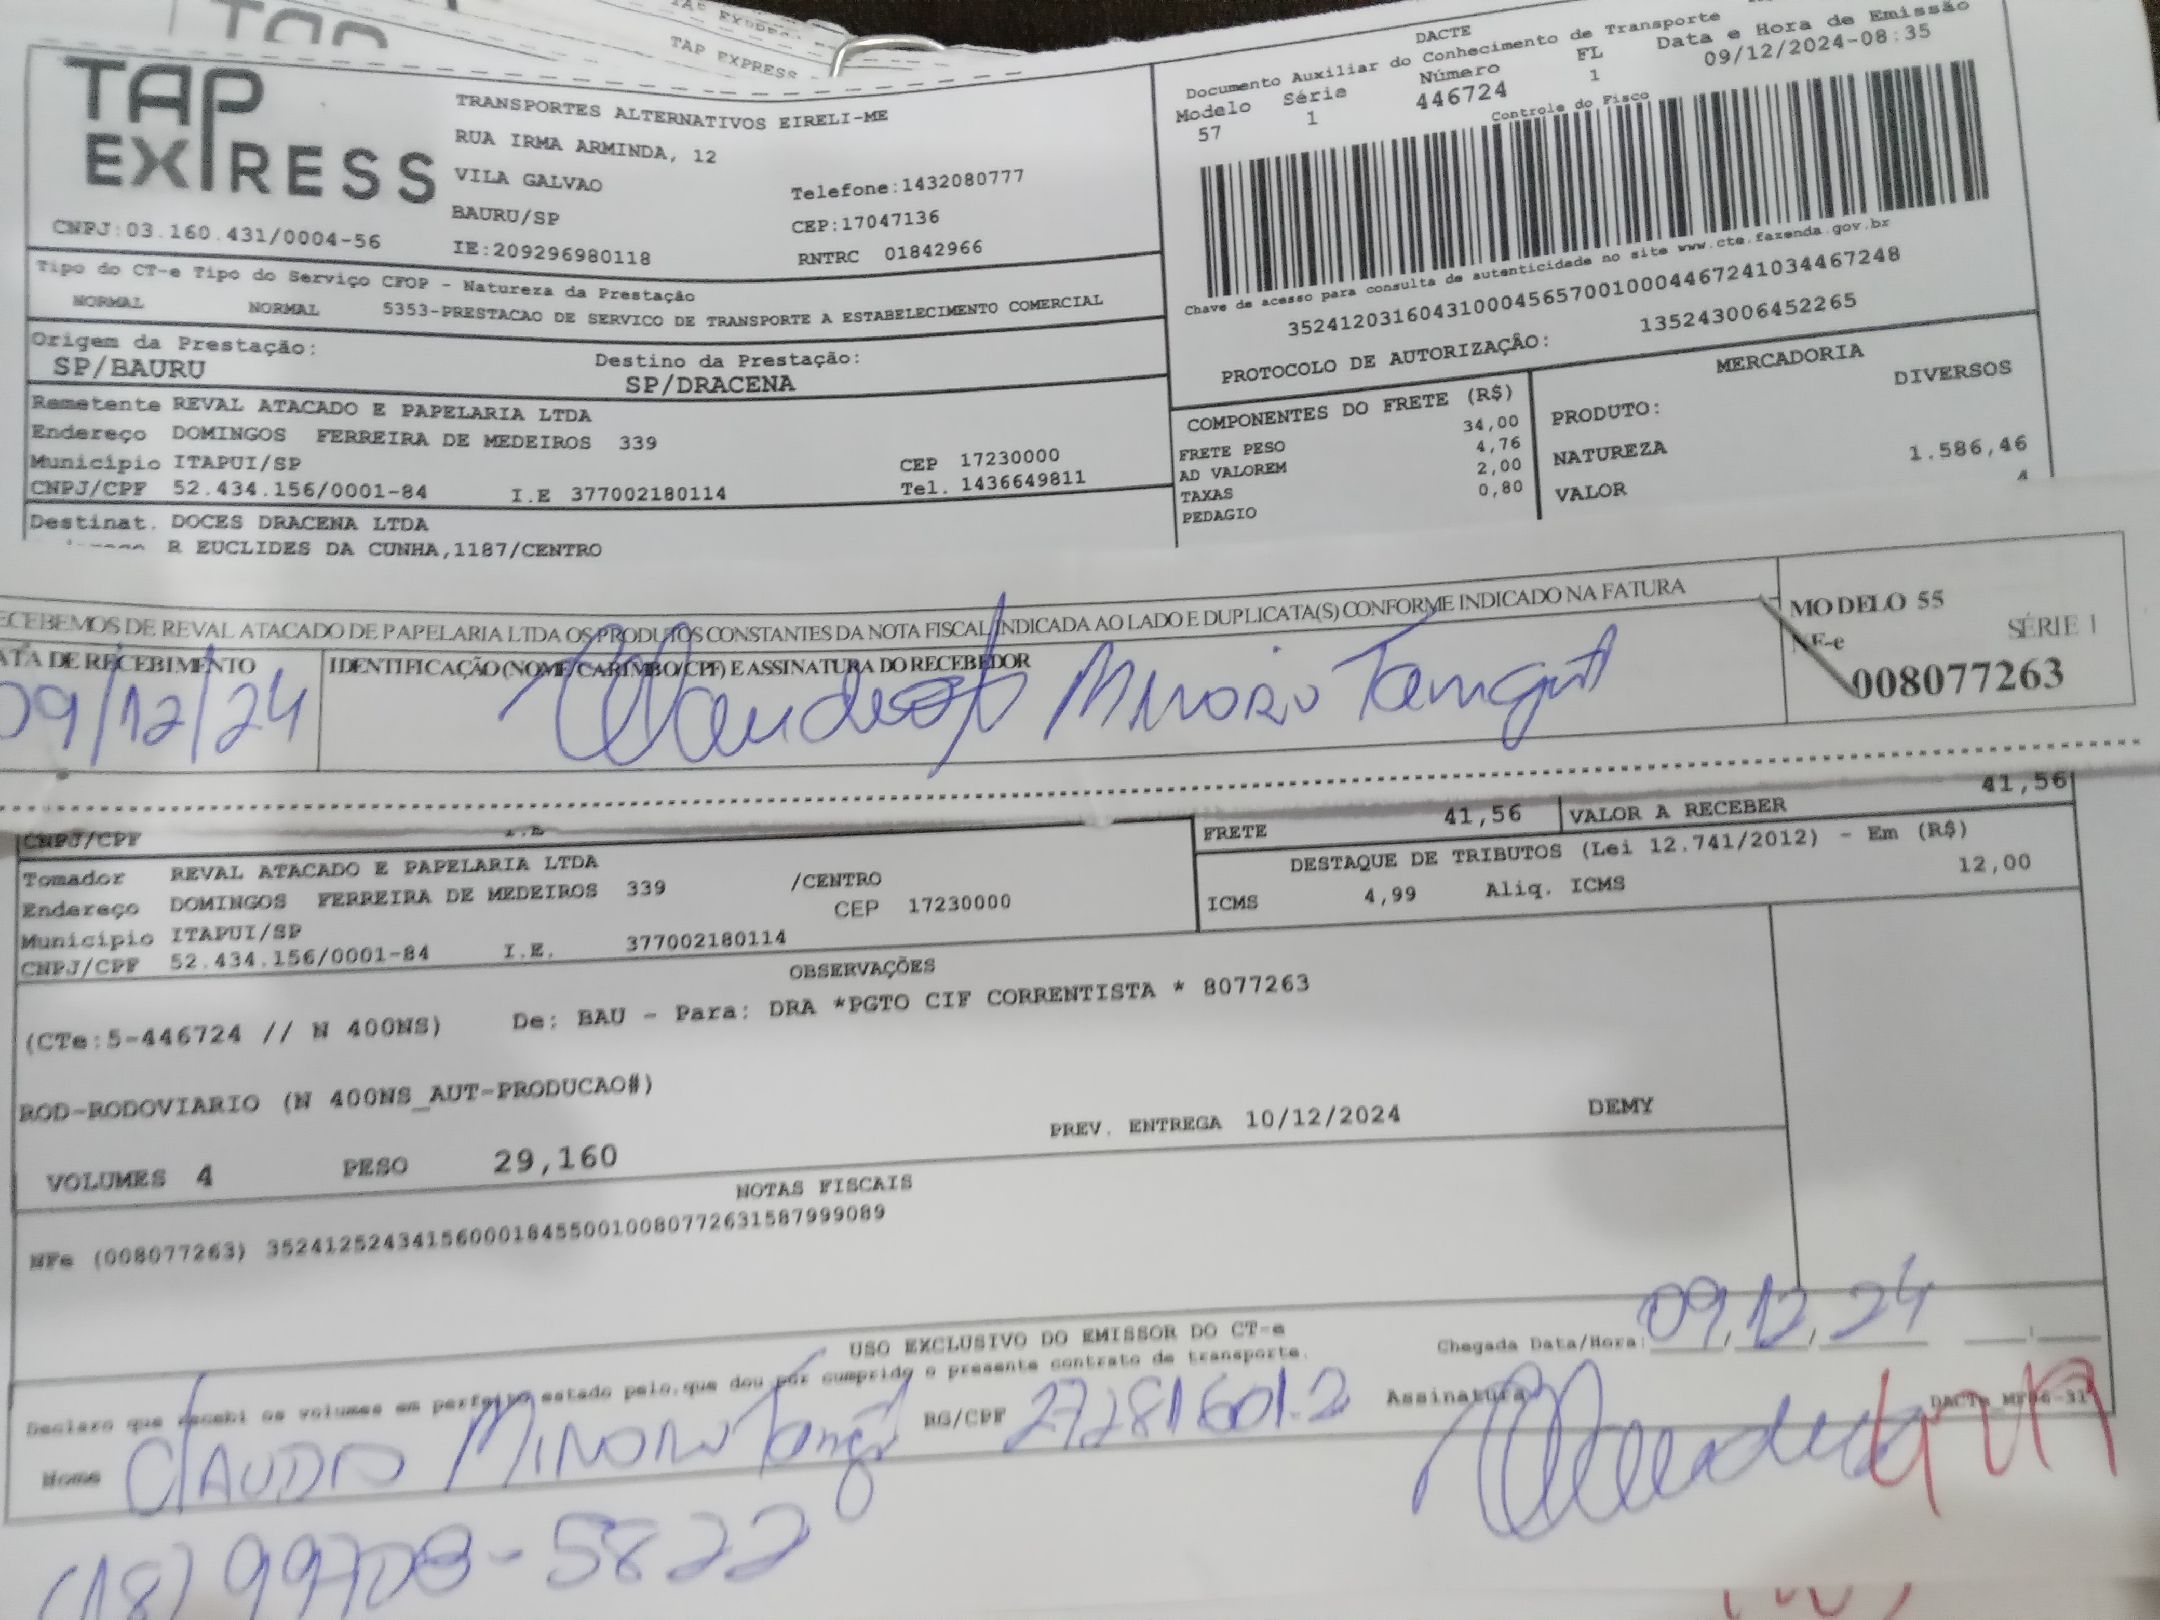 TAP EXPRESS
TAP EXPRESS
TRANSPORTES ALTERNATIVOS EIRELI-ME
RUA IRMA ARMINDA, 12
VILA GALVAO
Telefone:1432080777
BAURU/SP
CEP:17047136
CNPJ:03.160.431/0004-56
IE:209296980118
RNTRC 01842966
DACTE
Documento Auxiliar do Conhecimento de Transporte
Modelo Série Número FL Data e Hora de Emissão
57 1 446724 1 09/12/2024-08:35
Controle do Fisco
Chave de acesso para consulta de autenticidade no site www.cte.fazenda.gov.br
35241203160431000456570010004467241034467248
PROTOCOLO DE AUTORIZAÇÃO: 135243006452265
Tipo do CT-e Tipo do Serviço CFOP - Natureza da Prestação
NORMAL NORMAL 5353-PRESTACAO DE SERVICO DE TRANSPORTE A ESTABELECIMENTO COMERCIAL
Origem da Prestação: Destino da Prestação:
SP/BAURU SP/DRACENA
Remetente REVAL ATACADO E PAPELARIA LTDA
Endereço DOMINGOS FERREIRA DE MEDEIROS 339
Município ITAPUI/SP CEP 17230000
CNPJ/CPF 52.434.156/0001-84 I.E 377002180114 Tel. 1436649811
Destinat. DOCES DRACENA LTDA
R EUCLIDES DA CUNHA,1187/CENTRO
COMPONENTES DO FRETE (R$)
FRETE PESO 34,00
AD VALOREM 4,76
TAXAS 2,00
PEDAGIO 0,80
MERCADORIA
PRODUTO: DIVERSOS
NATUREZA
VALOR 1.586,46
4
ECEBEMOS DE REVAL ATACADO DE PAPELARIA LTDA OS PRODUTOS CONSTANTES DA NOTA FISCAL INDICADA AO LADO E DUPLICATA(S) CONFORME INDICADO NA FATURA
ATA DE RECEBIMENTO
09/12/24
IDENTIFICAÇÃO (NOME/CARIMBO/CPF) E ASSINATURA DO RECEBEDOR
MODELO 55
NF-e SÉRIE 1
008077263
CNPJ/CPF I.E
Tomador REVAL ATACADO E PAPELARIA LTDA
Endereço DOMINGOS FERREIRA DE MEDEIROS 339 /CENTRO
Município ITAPUI/SP CEP 17230000
CNPJ/CPF 52.434.156/0001-84 I.E. 377002180114
FRETE 41,56 VALOR A RECEBER 41,56
DESTAQUE DE TRIBUTOS (Lei 12.741/2012) - Em (R$)
ICMS 4,99 Aliq. ICMS 12,00
OBSERVAÇÕES
(CTe:5-446724 // N 400NS) De: BAU - Para: DRA *PGTO CIF CORRENTISTA * 8077263
ROD-RODOVIARIO (N 400NS_AUT-PRODUCAO#)
VOLUMES 4 PESO 29,160 PREV. ENTREGA 10/12/2024 DEMY
NOTAS FISCAIS
NFe (008077263) 35241252434156000184550010080772631587999089
USO EXCLUSIVO DO EMISSOR DO CT-e
Declaro que recebi os volumes em perfeito estado pelo que dou por cumprido o presente contrato de transporte.
Chegada Data/Hora: 09/12/24
Nome CLAUDIO MINORU
RG/CPF 27281601.2
Assinatura
(18) 99708-5822